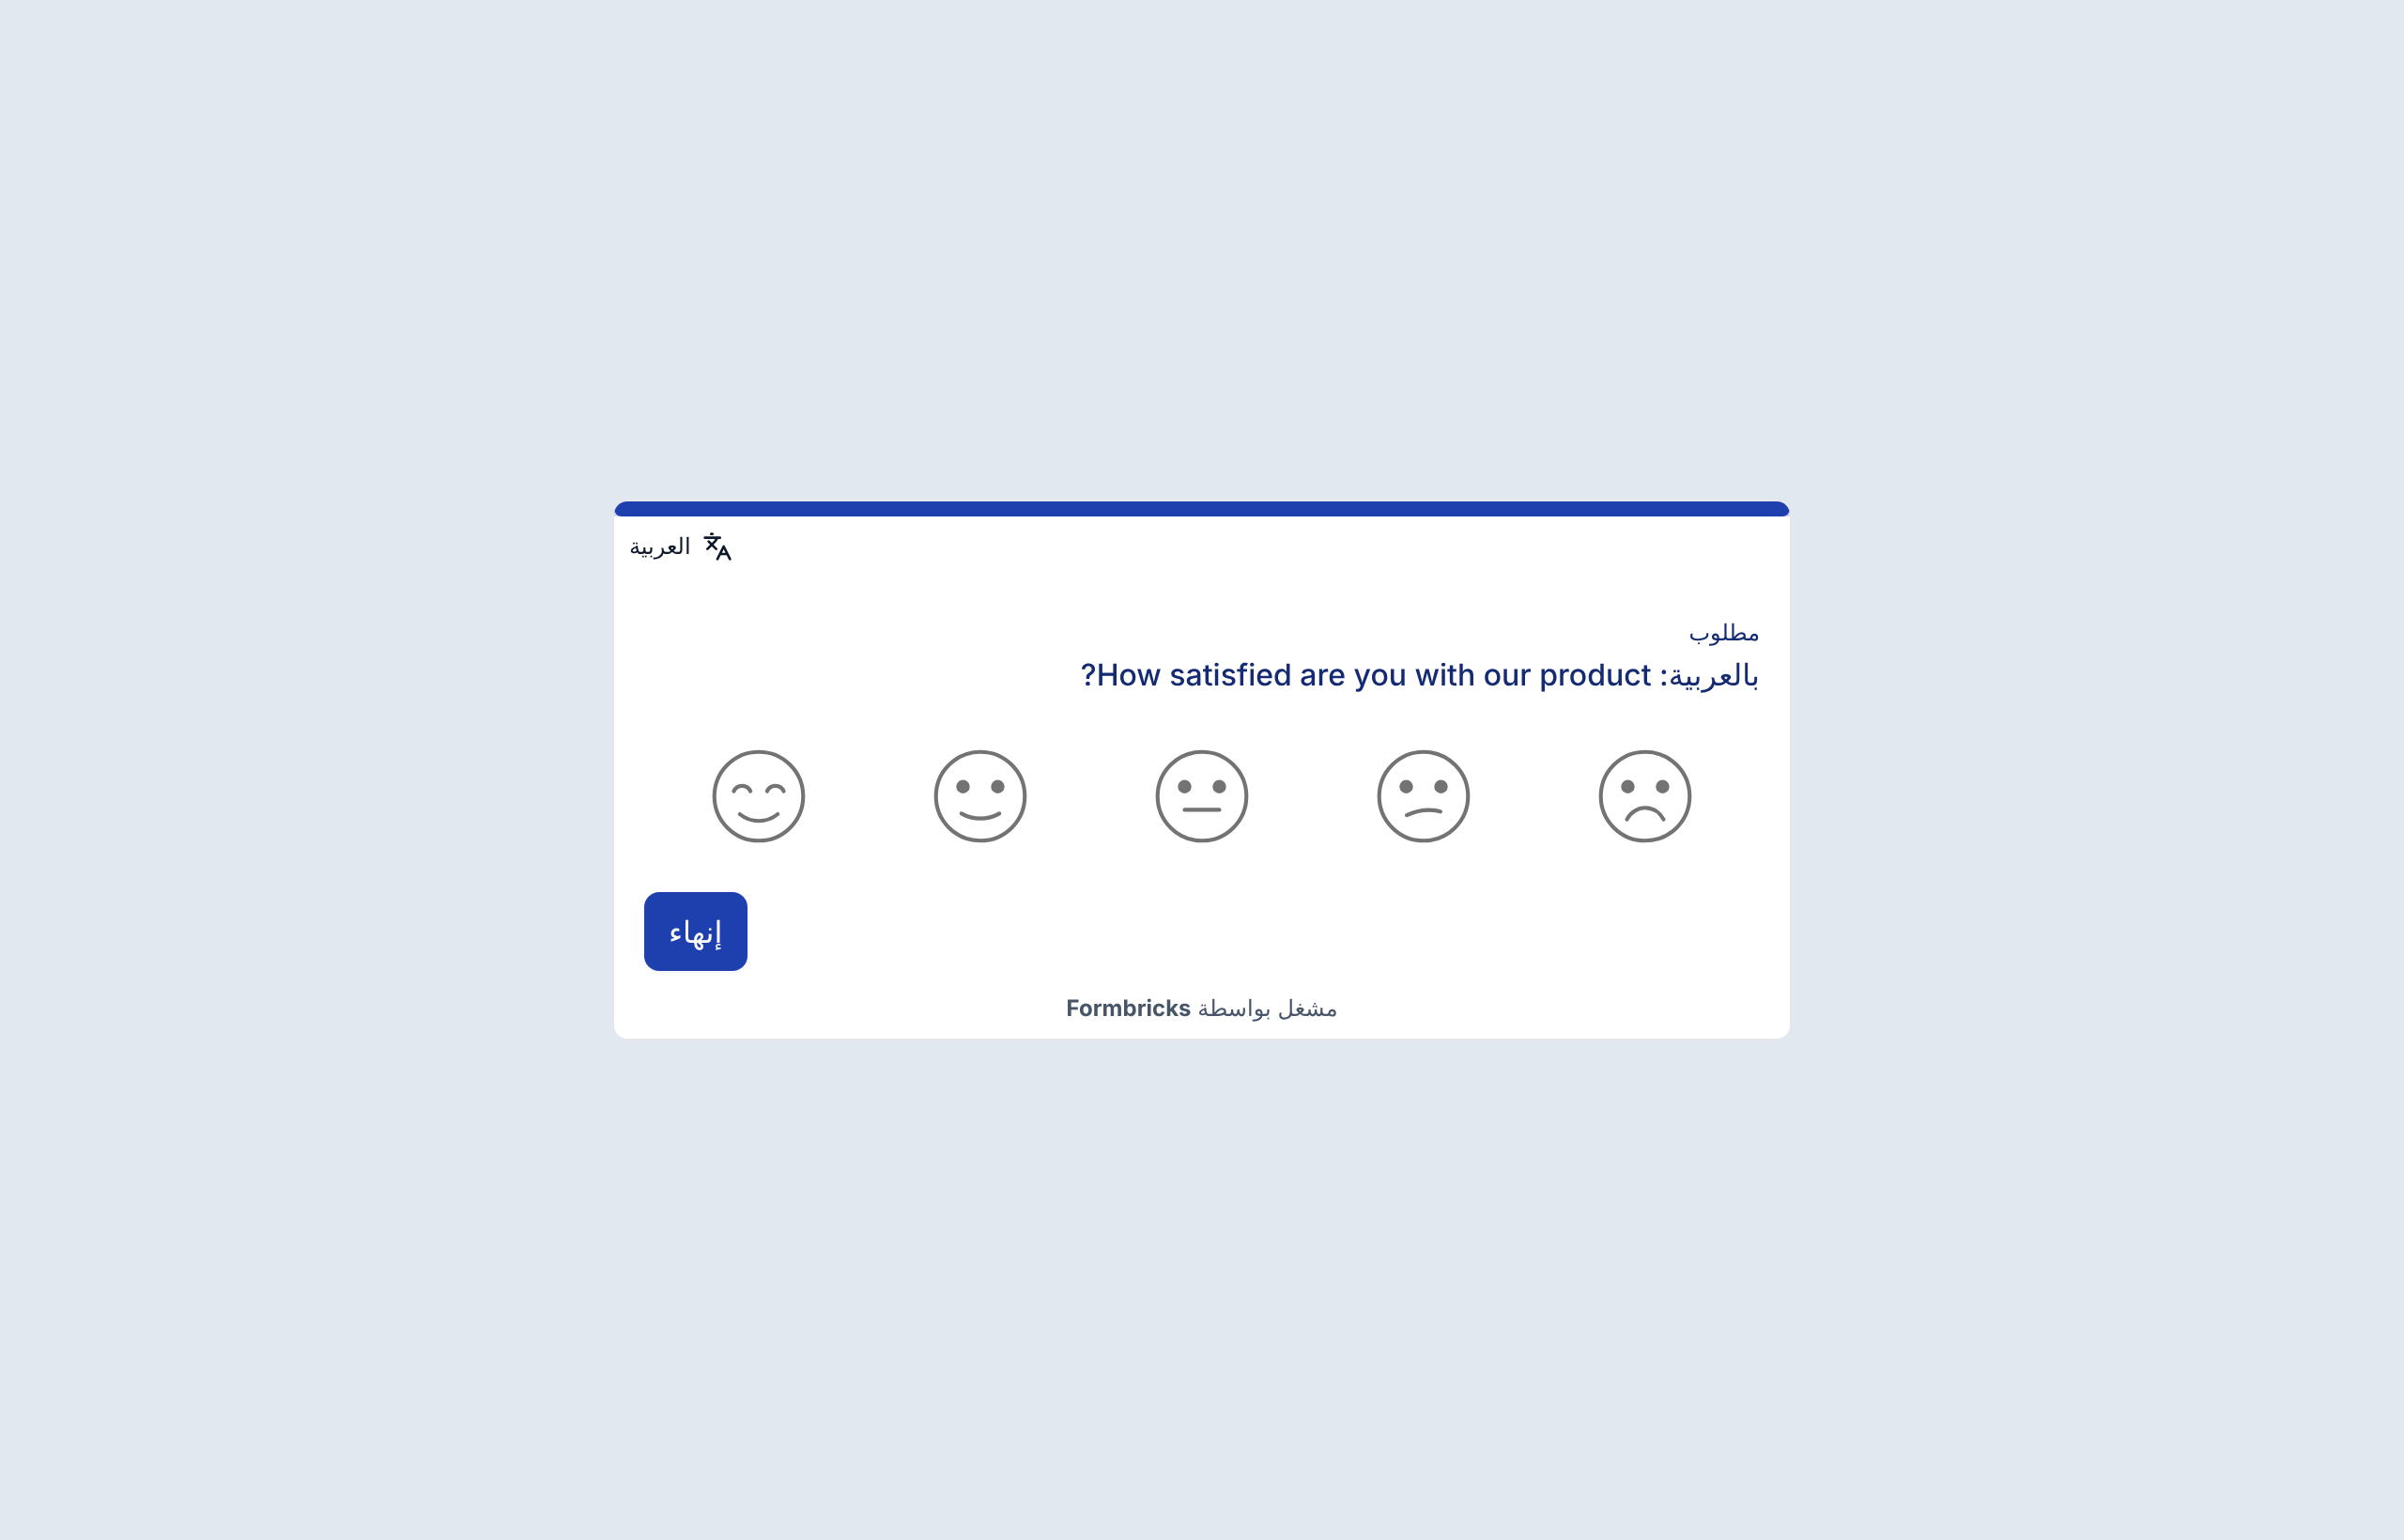 العربية
مطلوب
بالعربية: How satisfied are you with our product?
إنهاء
مشغل بواسطة Formbricks